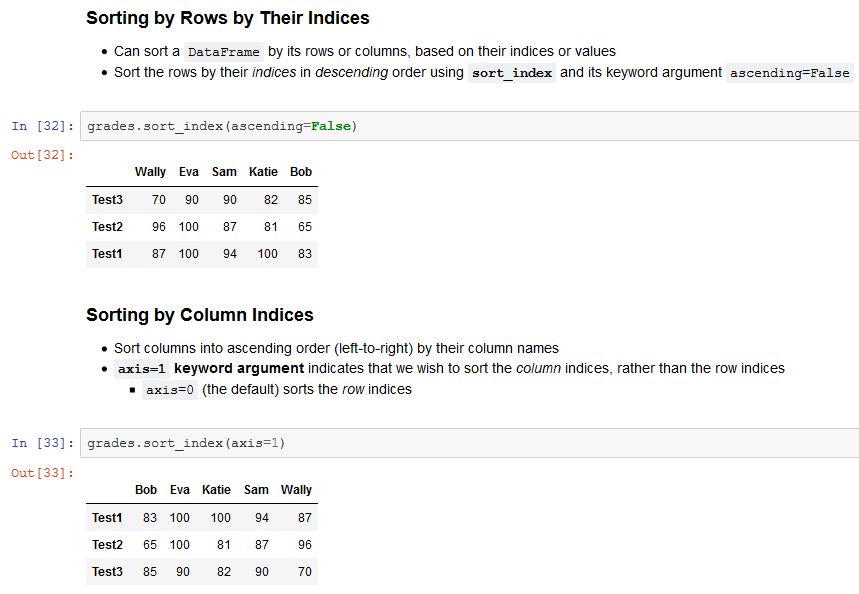 Sorting by Rows by Their Indices
• Can sort a DataFrame by its rows or columns, based on their indices or values
• Sort the rows by their indices in descending order using sort_index and its keyword argument ascending=False
In [32]: grades.sort_index(ascending=False)
Out[32]:
Wally Eva Sam Katie Bob
Test3 70 90 90 82 85
Test2 96 100 87 81 65
Test1 87 100 94 100 83
Sorting by Column Indices
• Sort columns into ascending order (left-to-right) by their column names
• axis=1 keyword argument indicates that we wish to sort the column indices, rather than the row indices
▪ axis=0 (the default) sorts the row indices
In [33]: grades.sort_index(axis=1)
Out[33]:
Bob Eva Katie Sam Wally
Test1 83 100 100 94 87
Test2 65 100 81 87 96
Test3 85 90 82 90 70